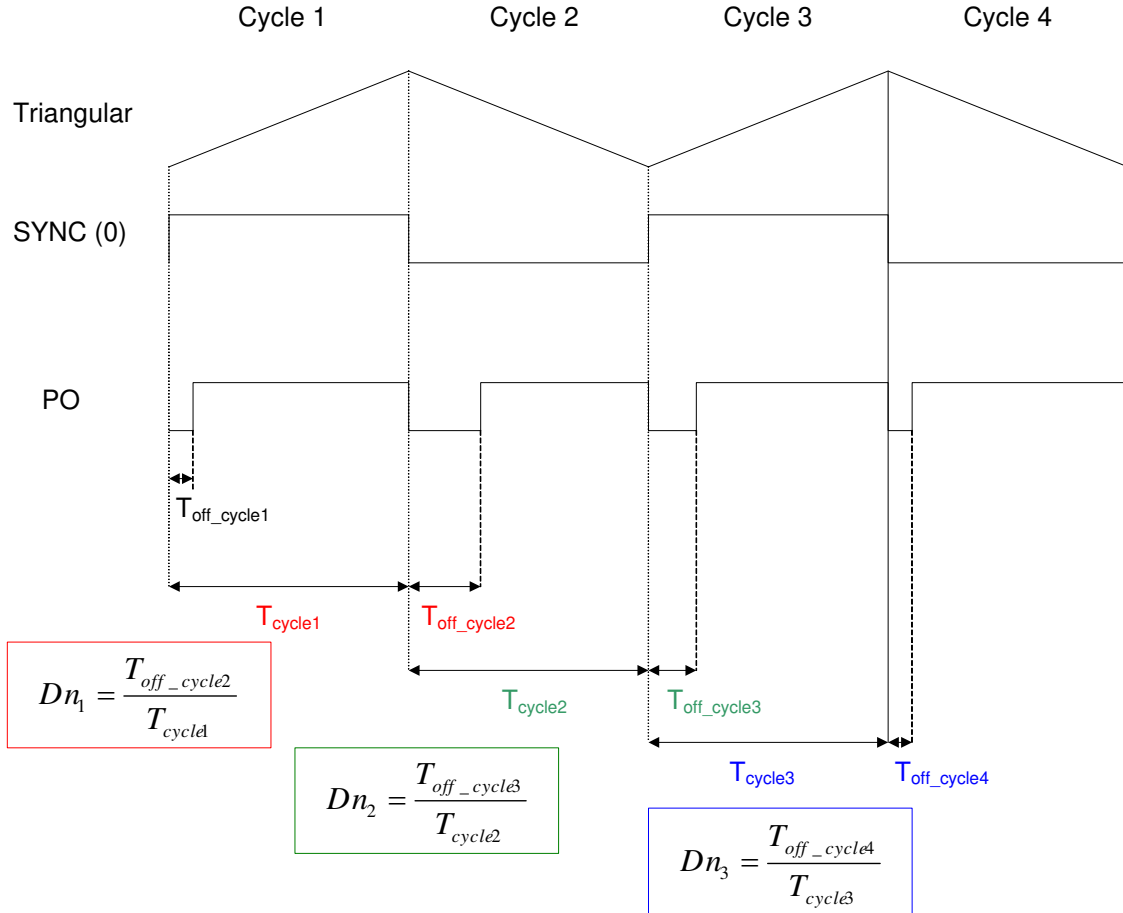 Cycle 1 Cycle 2 Cycle 3 Cycle 4
Triangular
SYNC (0)
PO
T_off_cycle1
T_cycle1 T_off_cycle2
Dn_1 = T_off_cycle2 / T_cycle1
T_cycle2 T_off_cycle3
Dn_2 = T_off_cycle3 / T_cycle2
T_cycle3 T_off_cycle4
Dn_3 = T_off_cycle4 / T_cycle3